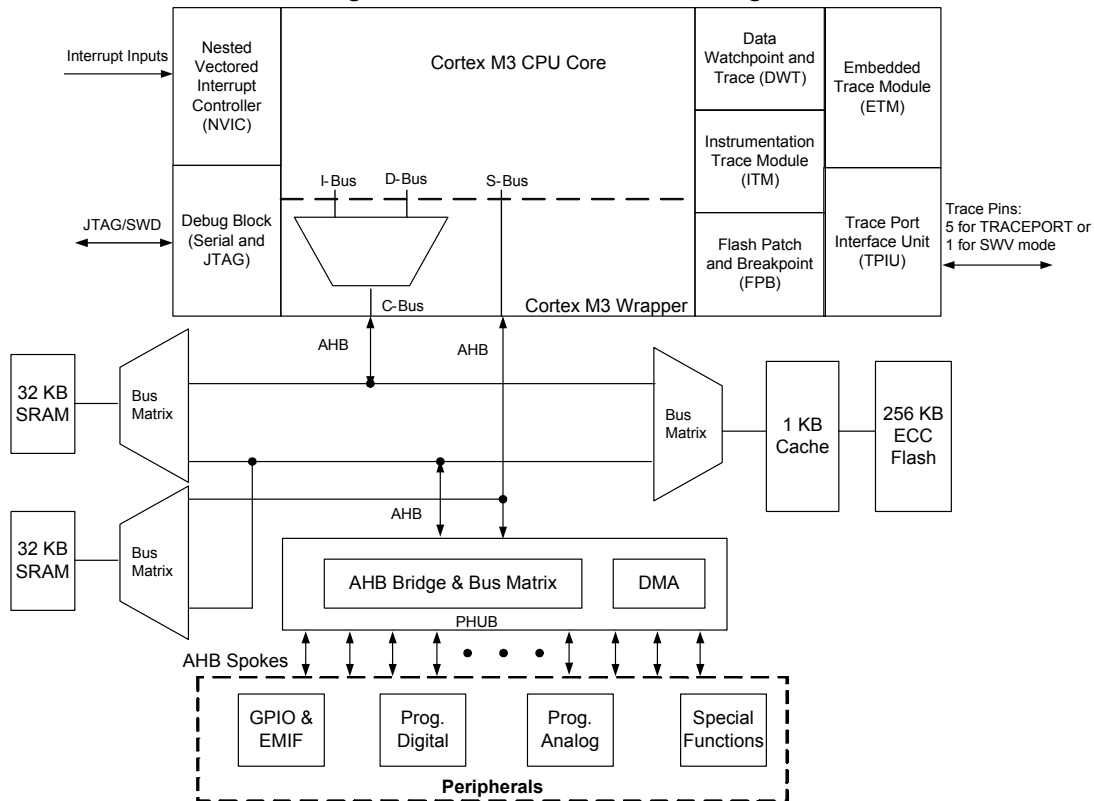 Interrupt Inputs
Nested
Vectored
Interrupt
Controller
(NVIC)
Cortex M3 CPU Core
Data
Watchpoint and
Trace (DWT)
Embedded
Trace Module
(ETM)
Instrumentation
Trace Module
(ITM)
I-Bus
D-Bus
S-Bus
JTAG/SWD
Debug Block
(Serial and
JTAG)
Flash Patch
and Breakpoint
(FPB)
Trace Port
Interface Unit
(TPIU)
Trace Pins:
5 for TRACEPORT or
1 for SWV mode
C-Bus
Cortex M3 Wrapper
AHB
AHB
32 KB
SRAM
Bus
Matrix
Bus
Matrix
1 KB
Cache
256 KB
ECC
Flash
AHB
32 KB
SRAM
Bus
Matrix
AHB Bridge & Bus Matrix
DMA
PHUB
AHB Spokes
GPIO &
EMIF
Prog.
Digital
Prog.
Analog
Special
Functions
Peripherals